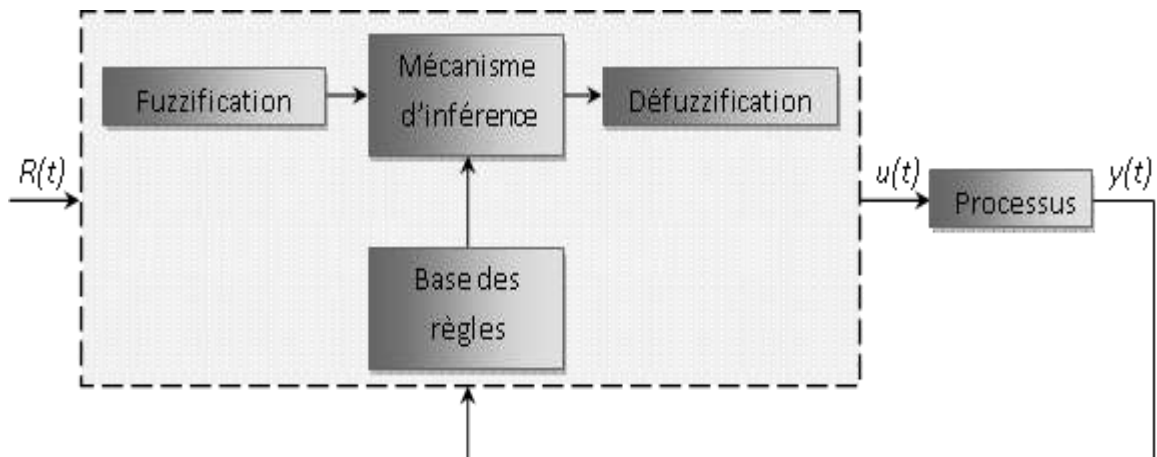 Fuzzification
Mécanisme
d'inférence
Défuzzification
R(t)
u(t)
Processus
y(t)
Base des
règles